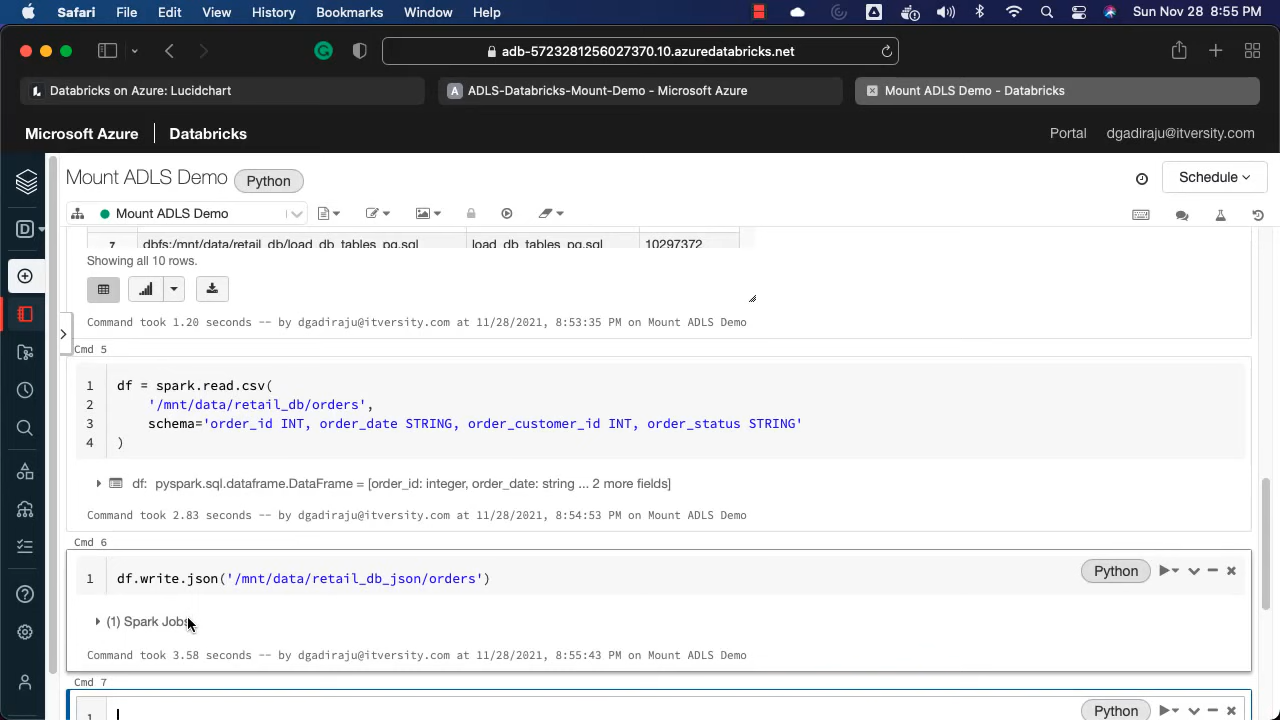 Safari File Edit View History Bookmarks Window Help Sun Nov 28 8:55 PM
adb-5723281256027370.10.azuredatabricks.net
Databricks on Azure: Lucidchart
A ADLS-Databricks-Mount-Demo - Microsoft Azure
Mount ADLS Demo - Databricks
Microsoft Azure Databricks Portal dgadiraju@itversity.com
Mount ADLS Demo Python Schedule
D
Mount ADLS Demo
7 dbfs:/mnt/data/retail_db/load_db_tables_pg.sql load_db_tables_pg.sql 10297372
Showing all 10 rows.
Command took 1.20 seconds -- by dgadiraju@itversity.com at 11/28/2021, 8:53:35 PM on Mount ADLS Demo
Cmd 5
1 df = spark.read.csv(
2 '/mnt/data/retail_db/orders',
3 schema='order_id INT, order_date STRING, order_customer_id INT, order_status STRING'
4 )
df: pyspark.sql.dataframe.DataFrame = [order_id: integer, order_date: string ... 2 more fields]
Command took 2.83 seconds -- by dgadiraju@itversity.com at 11/28/2021, 8:54:53 PM on Mount ADLS Demo
Cmd 6
1 df.write.json('/mnt/data/retail_db_json/orders') Python
(1) Spark Jobs
Command took 3.58 seconds -- by dgadiraju@itversity.com at 11/28/2021, 8:55:43 PM on Mount ADLS Demo
Cmd 7
1 Python